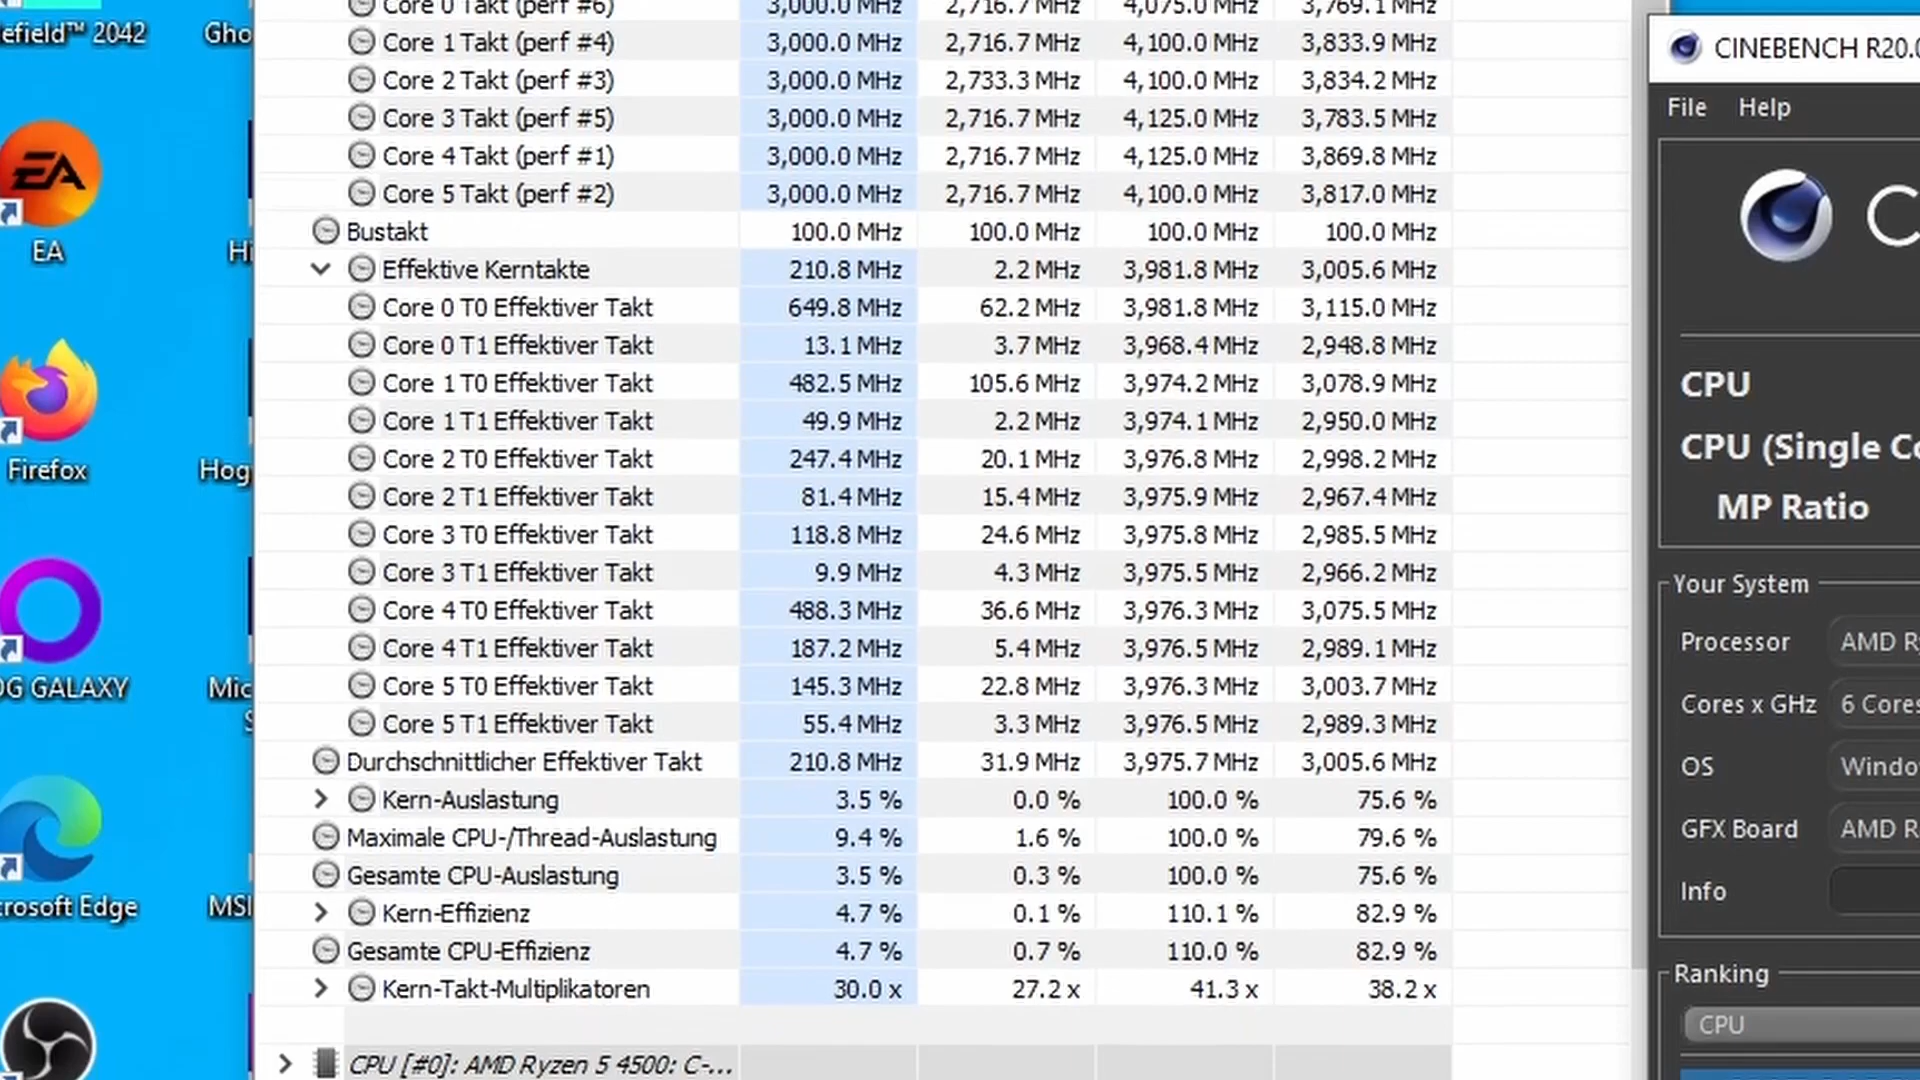 efield™ 2042
Gho
EA
EA
Hi
Firefox
Hog
OG GALAXY
Mic
S
rosoft Edge
MSI
Core 0 Takt (perf #6) 3,000.0 MHz 2,716.7 MHz 4,075.0 MHz 3,769.1 MHz
Core 1 Takt (perf #4) 3,000.0 MHz 2,716.7 MHz 4,100.0 MHz 3,833.9 MHz
Core 2 Takt (perf #3) 3,000.0 MHz 2,733.3 MHz 4,100.0 MHz 3,834.2 MHz
Core 3 Takt (perf #5) 3,000.0 MHz 2,716.7 MHz 4,125.0 MHz 3,783.5 MHz
Core 4 Takt (perf #1) 3,000.0 MHz 2,716.7 MHz 4,125.0 MHz 3,869.8 MHz
Core 5 Takt (perf #2) 3,000.0 MHz 2,716.7 MHz 4,100.0 MHz 3,817.0 MHz
Bustakt 100.0 MHz 100.0 MHz 100.0 MHz 100.0 MHz
Effektive Kerntakte 210.8 MHz 2.2 MHz 3,981.8 MHz 3,005.6 MHz
Core 0 T0 Effektiver Takt 649.8 MHz 62.2 MHz 3,981.8 MHz 3,115.0 MHz
Core 0 T1 Effektiver Takt 13.1 MHz 3.7 MHz 3,968.4 MHz 2,948.8 MHz
Core 1 T0 Effektiver Takt 482.5 MHz 105.6 MHz 3,974.2 MHz 3,078.9 MHz
Core 1 T1 Effektiver Takt 49.9 MHz 2.2 MHz 3,974.1 MHz 2,950.0 MHz
Core 2 T0 Effektiver Takt 247.4 MHz 20.1 MHz 3,976.8 MHz 2,998.2 MHz
Core 2 T1 Effektiver Takt 81.4 MHz 15.4 MHz 3,975.9 MHz 2,967.4 MHz
Core 3 T0 Effektiver Takt 118.8 MHz 24.6 MHz 3,975.8 MHz 2,985.5 MHz
Core 3 T1 Effektiver Takt 9.9 MHz 4.3 MHz 3,975.5 MHz 2,966.2 MHz
Core 4 T0 Effektiver Takt 488.3 MHz 36.6 MHz 3,976.3 MHz 3,075.5 MHz
Core 4 T1 Effektiver Takt 187.2 MHz 5.4 MHz 3,976.5 MHz 2,989.1 MHz
Core 5 T0 Effektiver Takt 145.3 MHz 22.8 MHz 3,976.3 MHz 3,003.7 MHz
Core 5 T1 Effektiver Takt 55.4 MHz 3.3 MHz 3,976.5 MHz 2,989.3 MHz
Durchschnittlicher Effektiver Takt 210.8 MHz 31.9 MHz 3,975.7 MHz 3,005.6 MHz
Kern-Auslastung 3.5 % 0.0 % 100.0 % 75.6 %
Maximale CPU-/Thread-Auslastung 9.4 % 1.6 % 100.0 % 79.6 %
Gesamte CPU-Auslastung 3.5 % 0.3 % 100.0 % 75.6 %
Kern-Effizienz 4.7 % 0.1 % 110.1 % 82.9 %
Gesamte CPU-Effizienz 4.7 % 0.7 % 110.0 % 82.9 %
Kern-Takt-Multiplikatoren 30.0 x 27.2 x 41.3 x 38.2 x
CPU [#0]: AMD Ryzen 5 4500: C-...
CINEBENCH R20.0
File Help
C
CPU
CPU (Single Co
MP Ratio
Your System
Processor AMD R
Cores x GHz 6 Cores
OS Windo
GFX Board AMD R
Info
Ranking
CPU